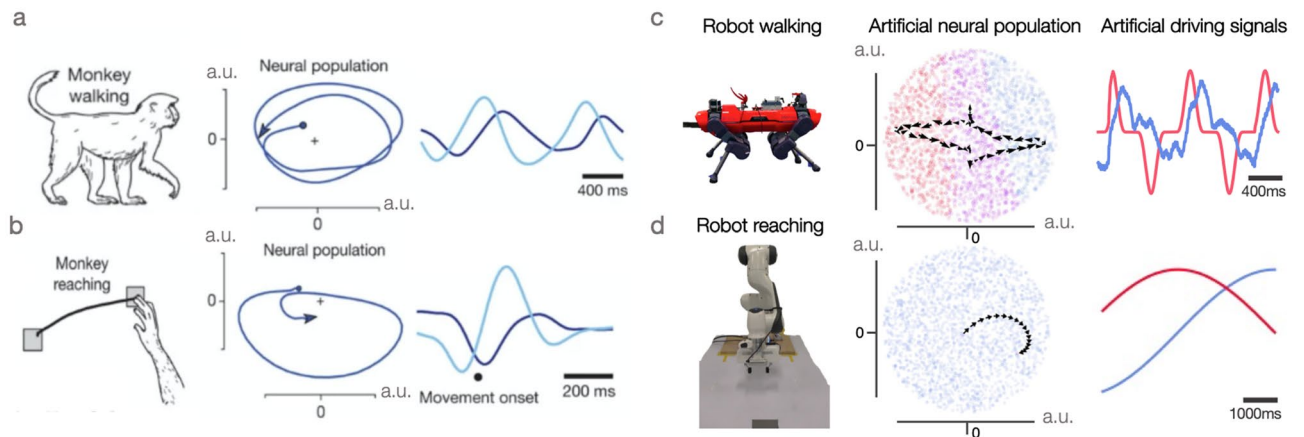 a
Monkey
walking
a.u.
Neural population
0
a.u.
0
400 ms
b
Monkey
reaching
a.u.
Neural population
0
a.u.
0
Movement onset
200 ms
c
Robot walking
Artificial neural population
Artificial driving signals
a.u.
0
a.u.
0
400ms
d
Robot reaching
a.u.
0
a.u.
0
1000ms